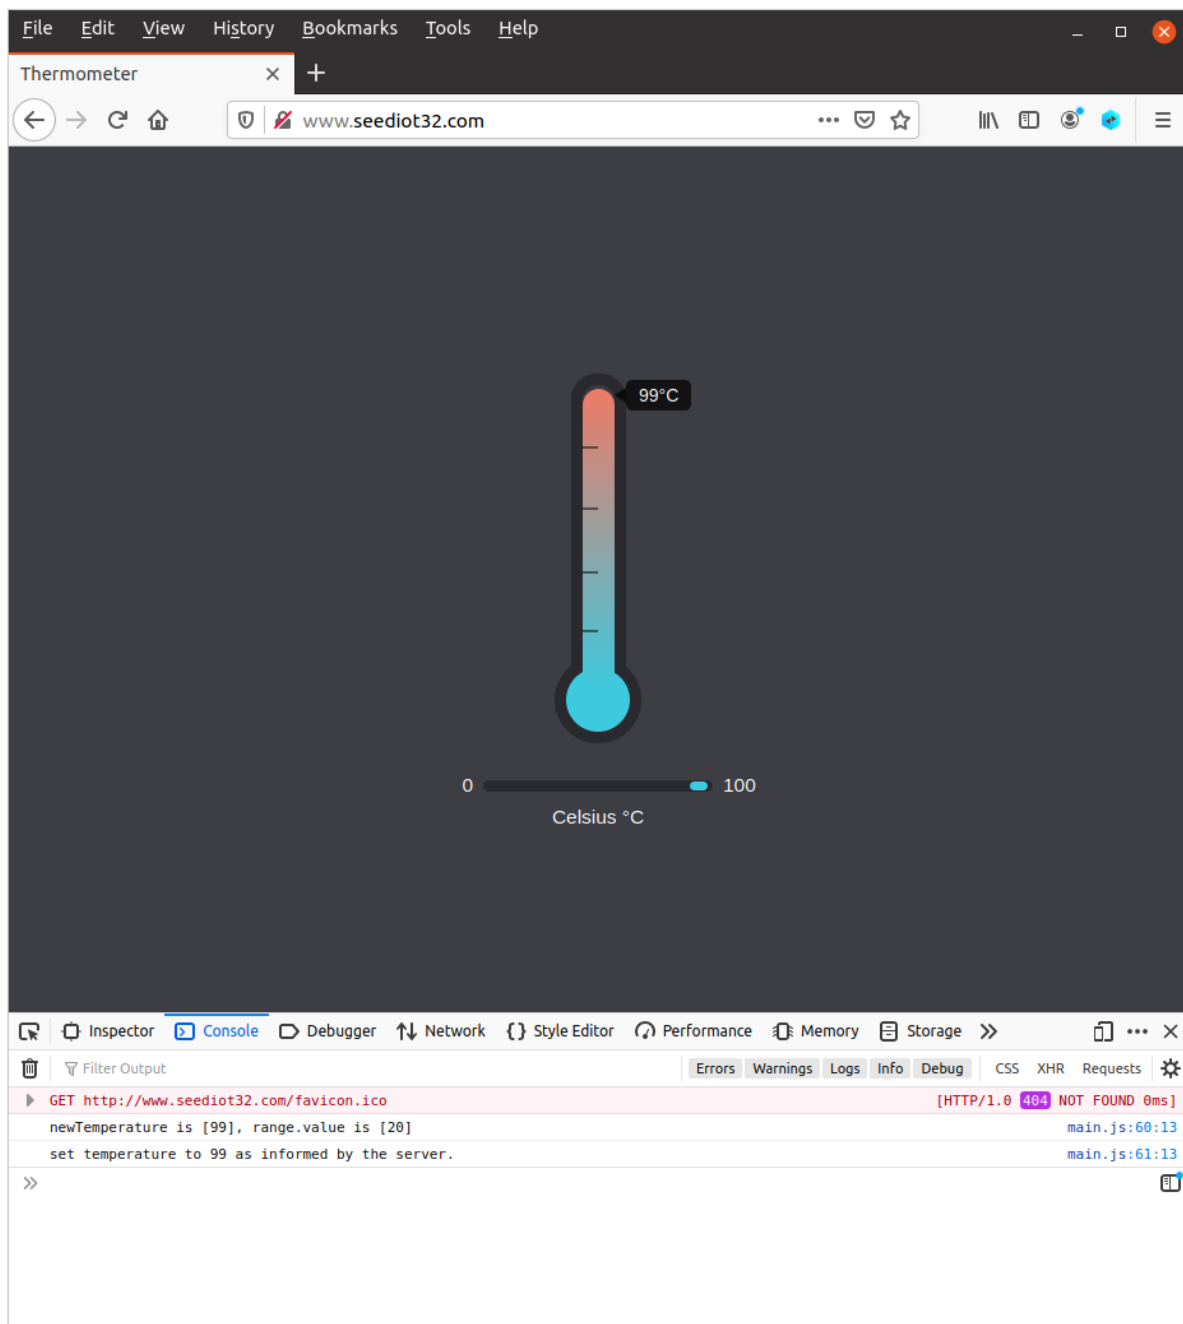 File Edit View History Bookmarks Tools Help
Thermometer
www.seediot32.com
99°C
0 100
Celsius °C
Inspector Console Debugger Network Style Editor Performance Memory Storage
Filter Output Errors Warnings Logs Info Debug CSS XHR Requests
GET http://www.seediot32.com/favicon.ico [HTTP/1.0 404 NOT FOUND 0ms]
newTemperature is [99], range.value is [20] main.js:60:13
set temperature to 99 as informed by the server. main.js:61:13